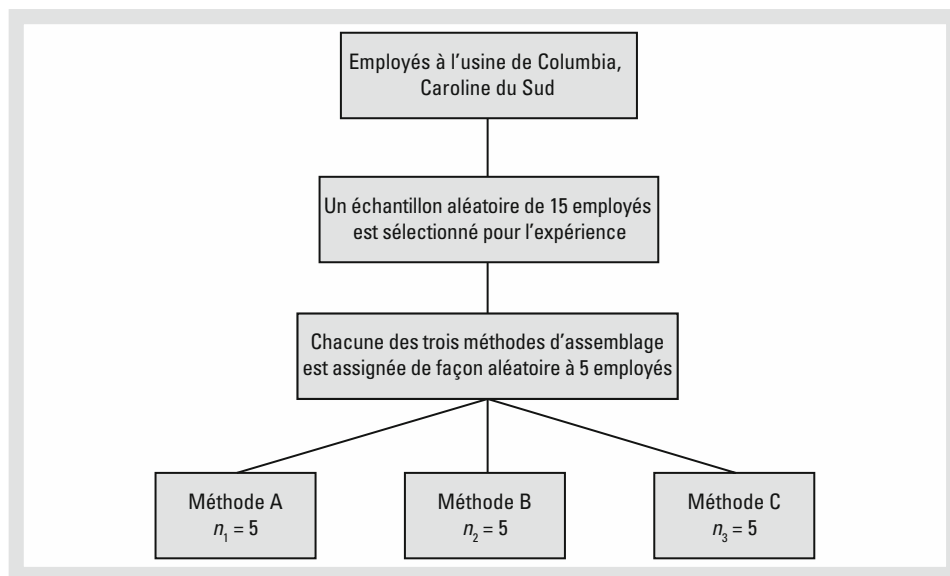 Employés à l'usine de Columbia,
Caroline du Sud
Un échantillon aléatoire de 15 employés
est sélectionné pour l'expérience
Chacune des trois méthodes d'assemblage
est assignée de façon aléatoire à 5 employés
Méthode A
n₁ = 5
Méthode B
n₂ = 5
Méthode C
n₃ = 5